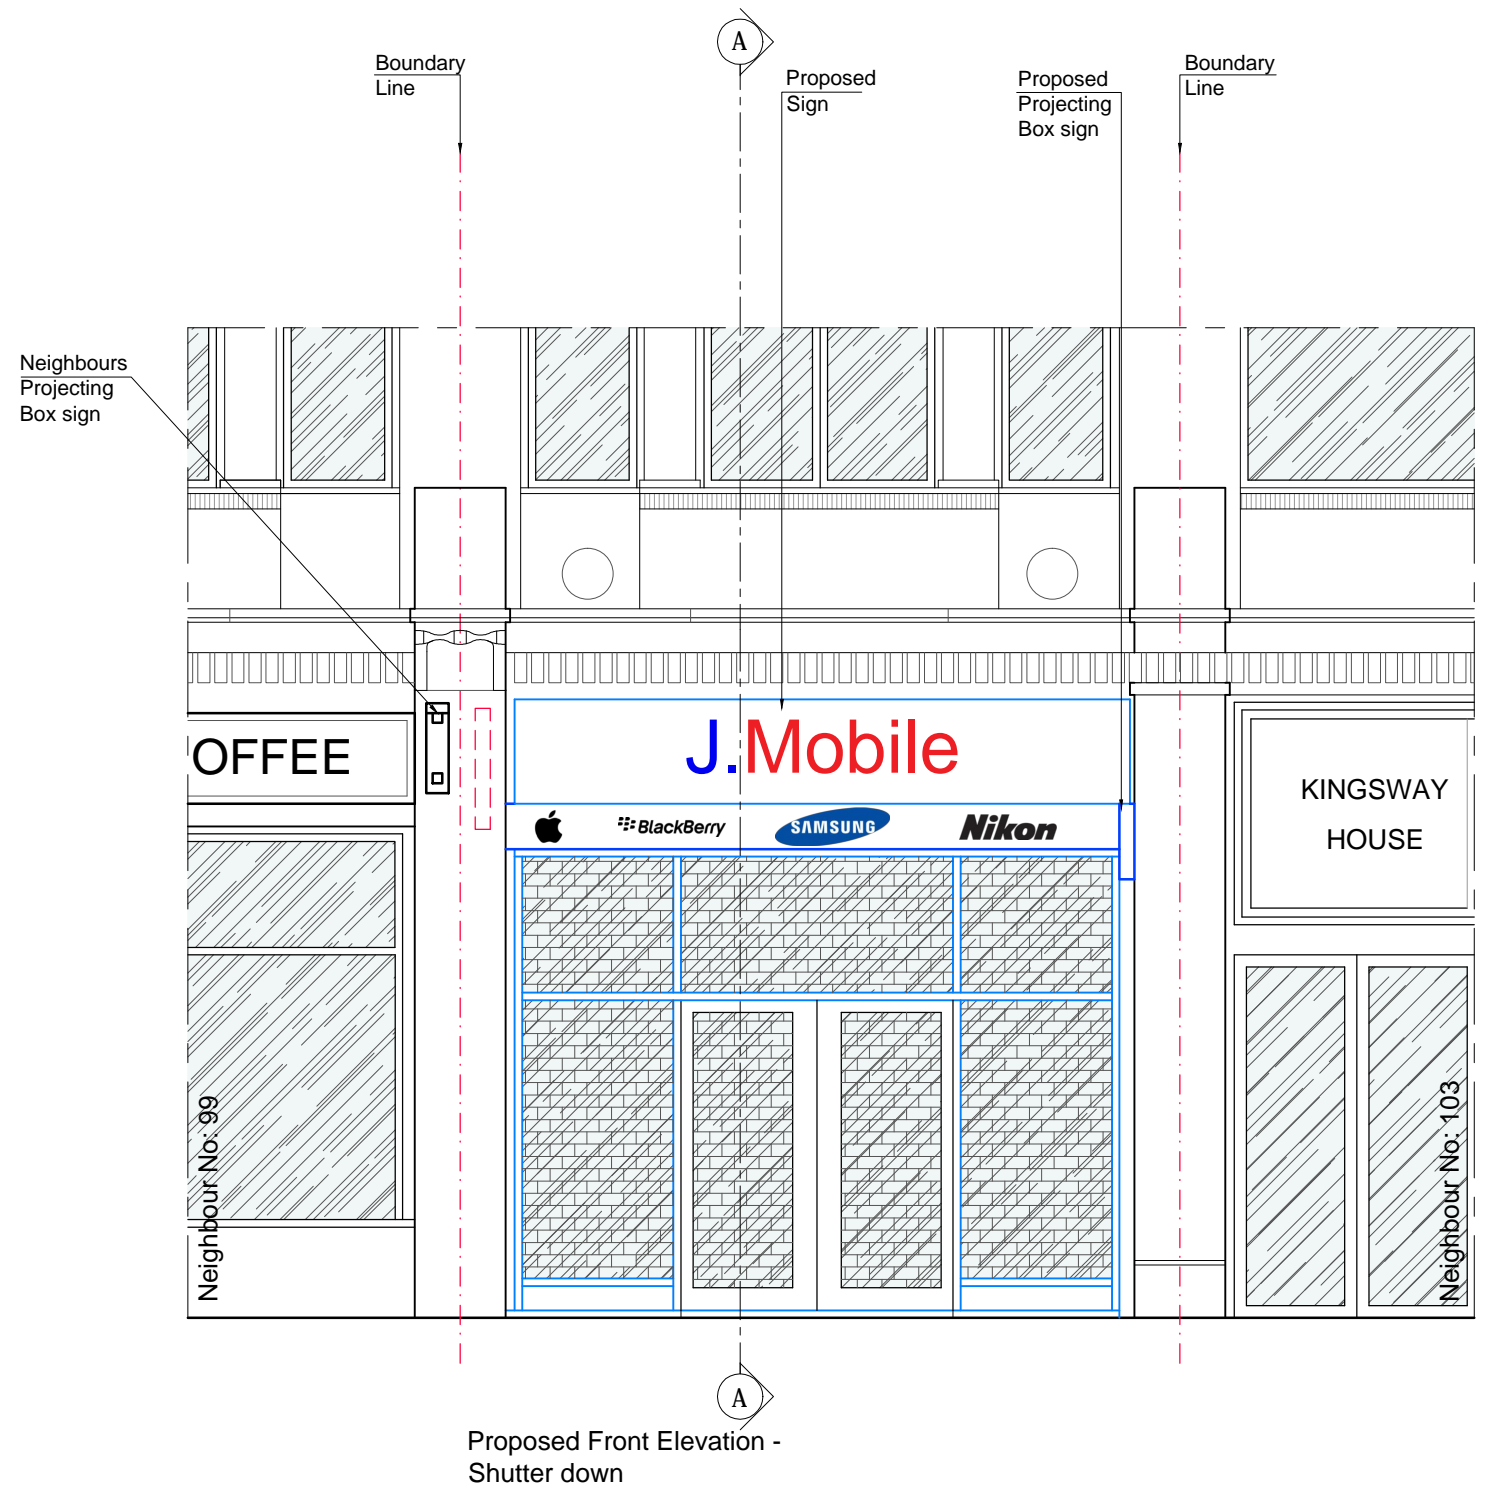 A
Boundary
Line
Proposed
Sign
Proposed
Projecting
Box sign
Boundary
Line
Neighbours
Projecting
Box sign
OFFEE
J.Mobile
KINGSWAY
HOUSE
BlackBerry
SAMSUNG
Nikon
Neighbour No: 99
Neighbour No: 103
A
Proposed Front Elevation -
Shutter down